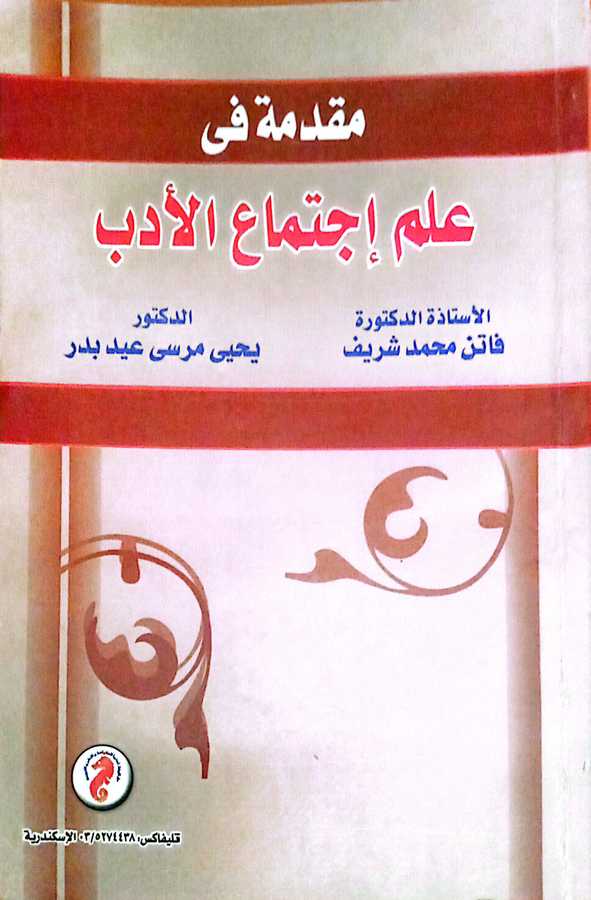 مقدمة فى
علم إجتماع الأدب
الأستاذة الدكتورة
فاتن محمد شريف
الدكتور
يحيى مرسى عيد بدر
تليفاكس: ٠٣/٥٢٧٤٤٣٨ الإسكندرية